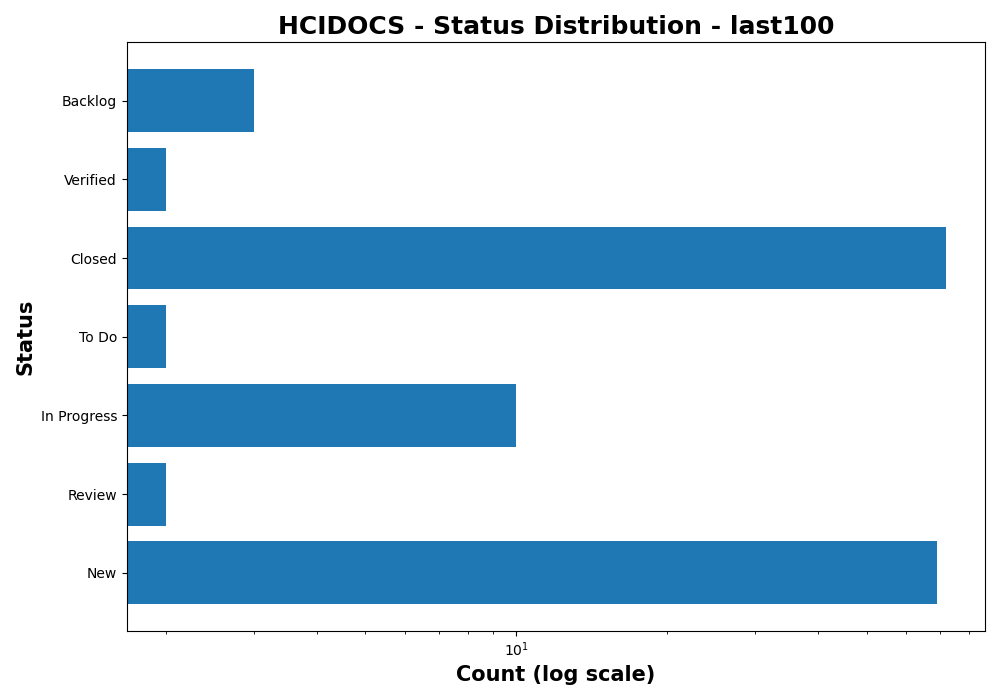 HCIDOCS - Status Distribution - last100
Backlog
Verified
Closed
To Do
In Progress
Review
New
Status
10¹
Count (log scale)